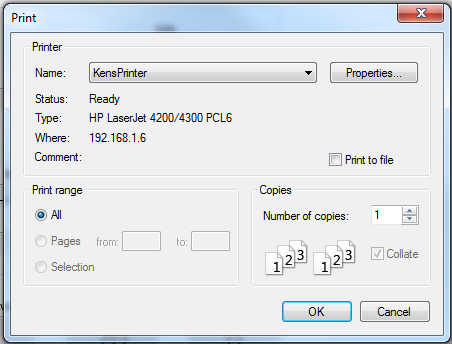 Print
Printer
Name: KensPrinter Properties...
Status: Ready
Type: HP LaserJet 4200/4300 PCL6
Where: 192.168.1.6
Comment:
Print to file
Print range
All
Pages from: to:
Selection
Copies
Number of copies: 1
1 2 3 1 2 3
Collate
OK Cancel